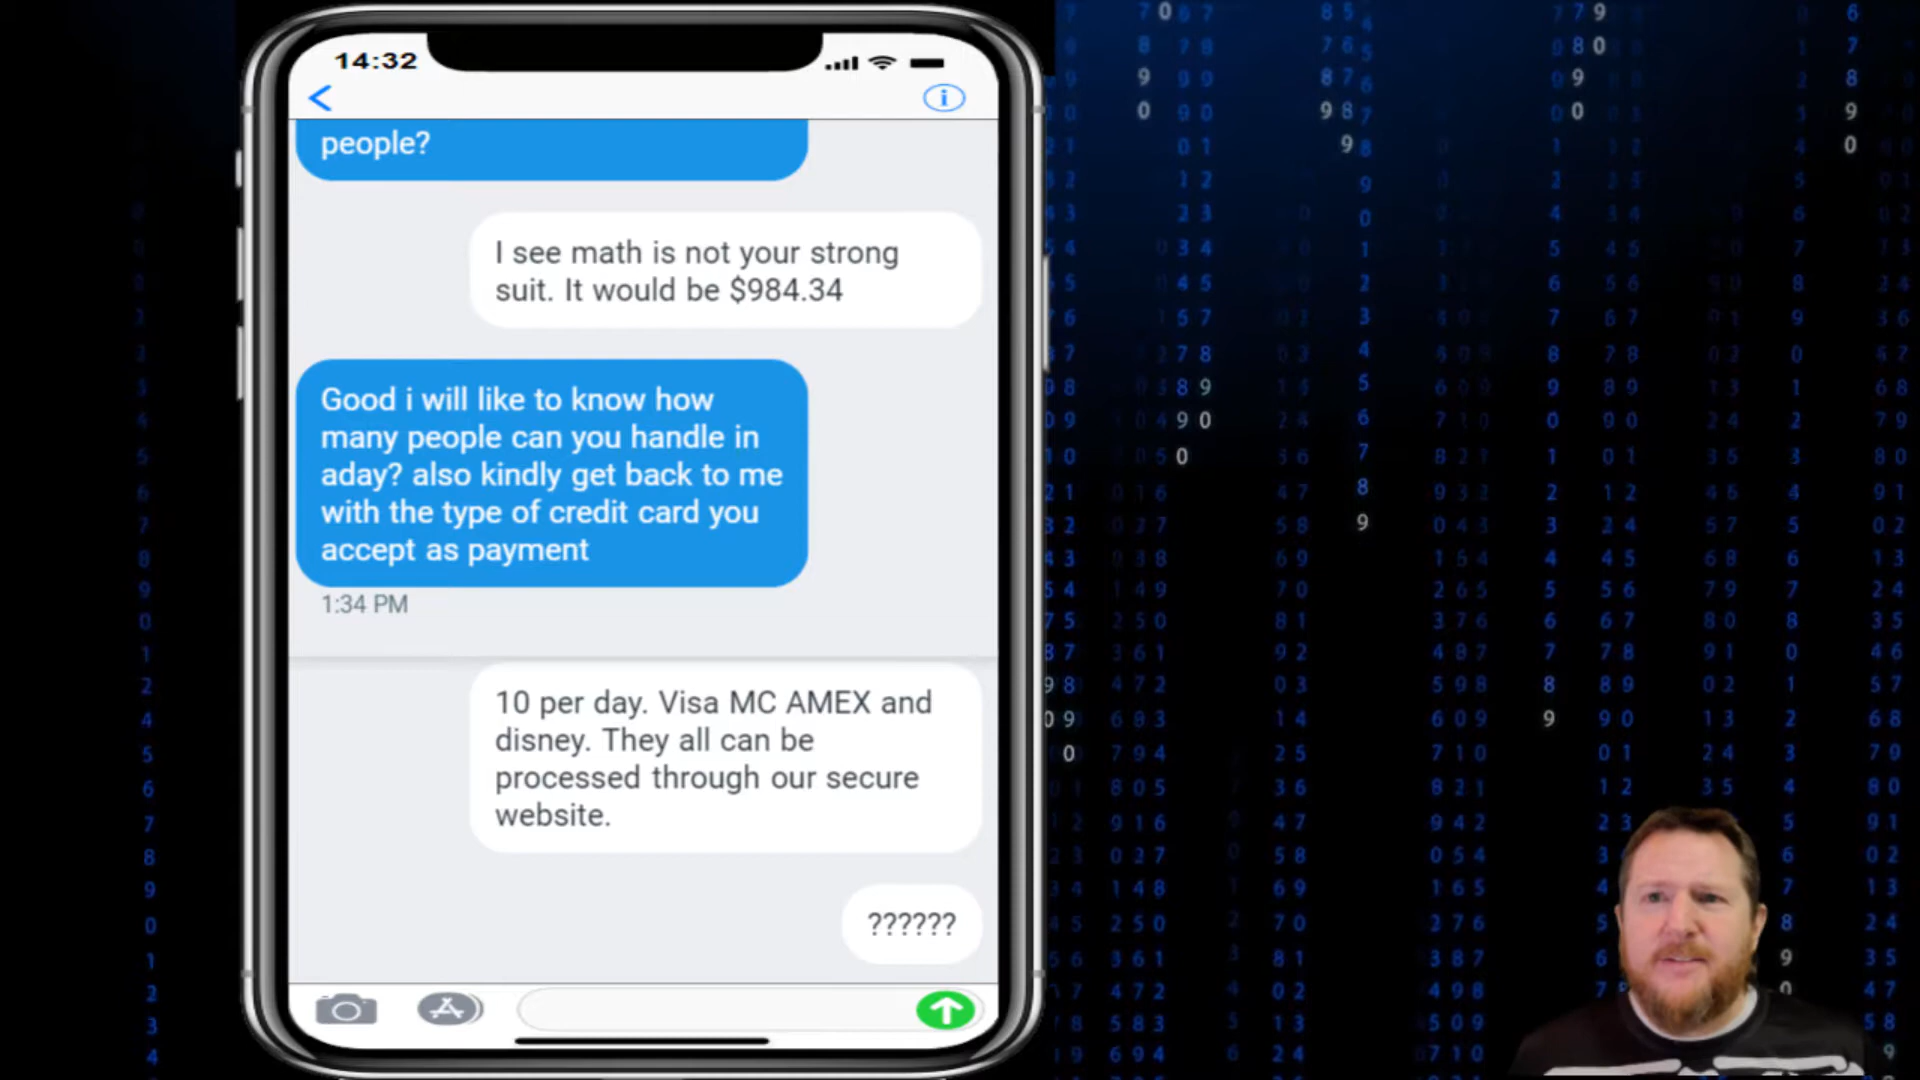 14:32
people?
I see math is not your strong
suit. It would be $984.34
Good i will like to know how
many people can you handle in
aday? also kindly get back to me
with the type of credit card you
accept as payment
1:34 PM
10 per day. Visa MC AMEX and
disney. They all can be
processed through our secure
website.
??????